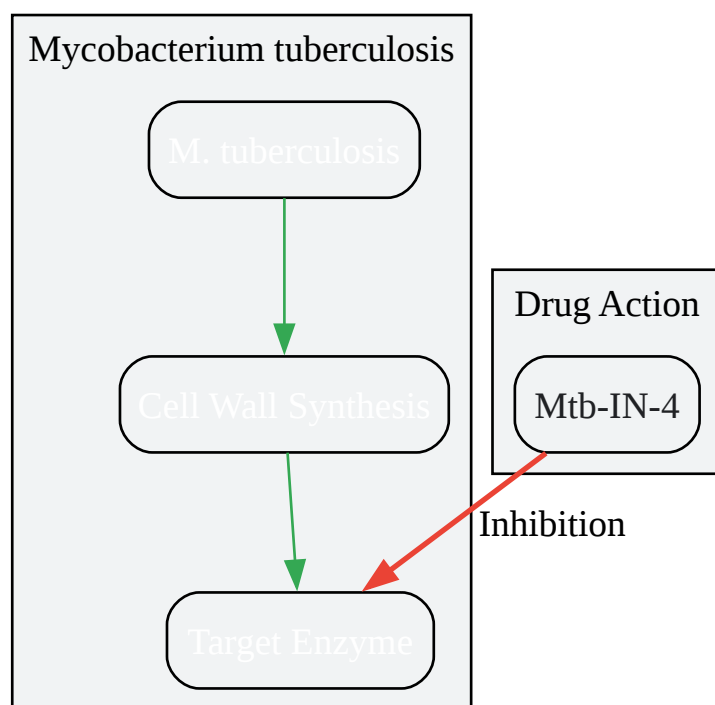 Mycobacterium tuberculosis
M. tuberculosis
Drug Action
Cell Wall Synthesis
Mtb-IN-4
Inhibition
Target Enzyme